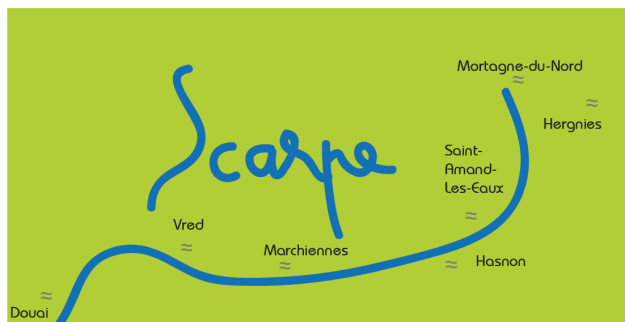 Mortagne-du-Nord
Hergnies
Scarpe
Saint-
Amand-
Les-Eaux
Vred
Marchiennes
Hasnon
Douai